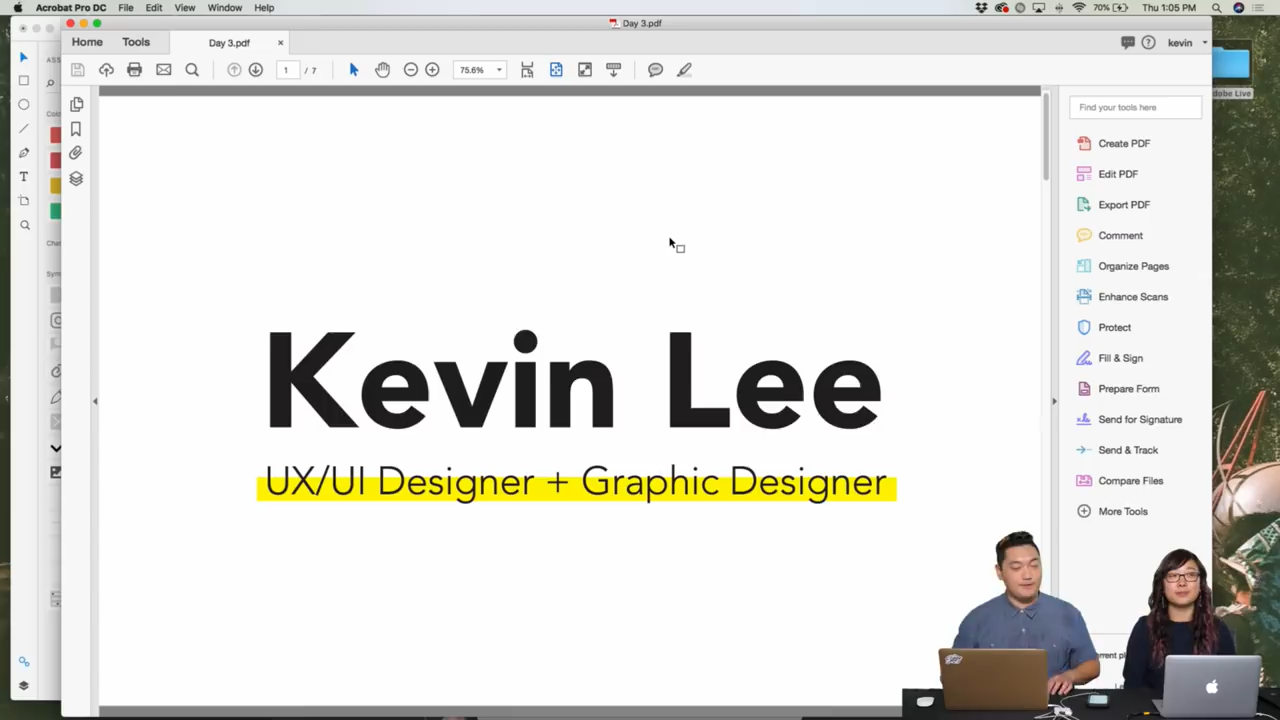 Acrobat Pro DC File Edit View Window Help 70% Thu 1:05 PM
Day 3.pdf
Home Tools Day 3.pdf × kevin
1 / 7 75.6%
dobe Live
Find your tools here
Create PDF
Edit PDF
Export PDF
Comment
Organize Pages
Enhance Scans
Protect
Fill & Sign
Prepare Form
Send for Signature
Send & Track
Compare Files
More Tools
Kevin Lee
UX/UI Designer + Graphic Designer